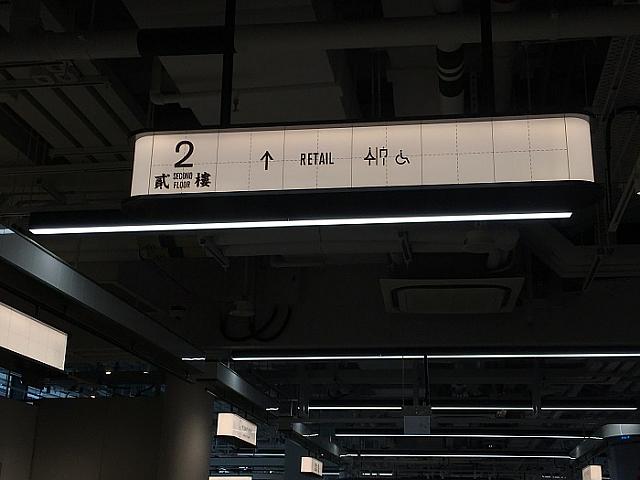 2
貳 SECOND FLOOR 樓
↑ RETAIL